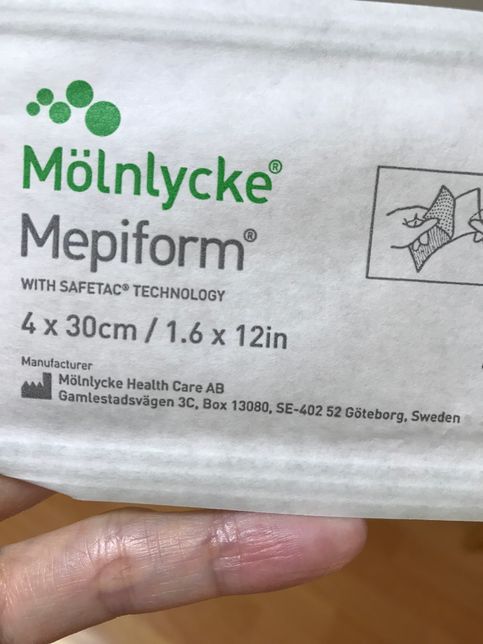 Mölnlycke®
Mepiform®
WITH SAFETAC® TECHNOLOGY
4 x 30cm / 1.6 x 12in
Manufacturer
Mölnlycke Health Care AB
Gamlestadsvägen 3C, Box 13080, SE-402 52 Göteborg, Sweden